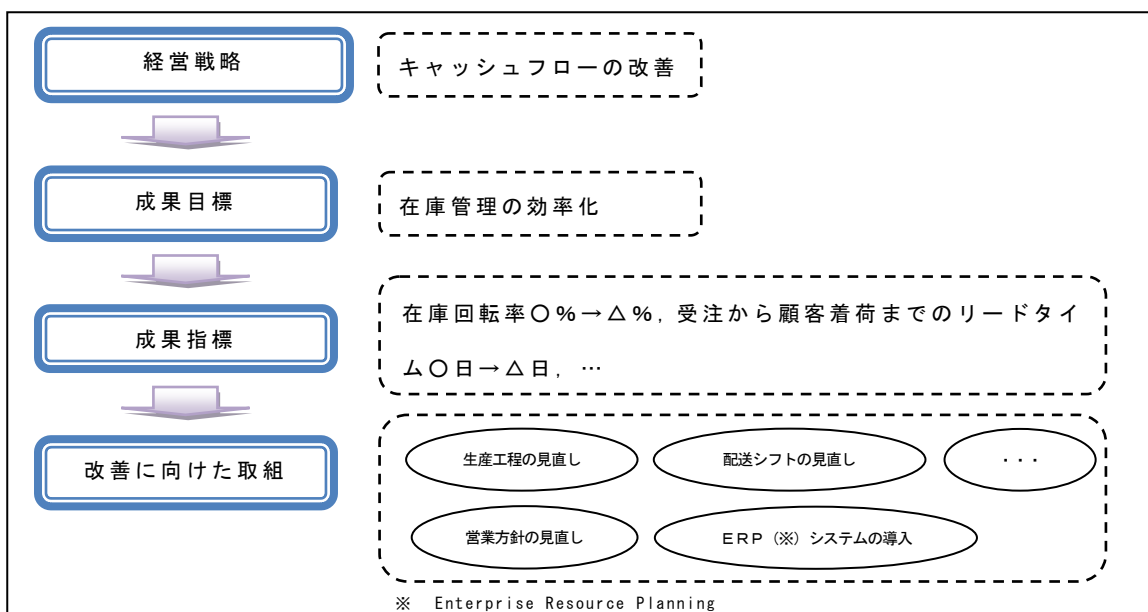 経営戦略
キャッシュフローの改善
成果目標
在庫管理の効率化
成果指標
在庫回転率〇%→△%，受注から顧客着荷までのリードタイ
ム〇日→△日，…
改善に向けた取組
生産工程の見直し
配送シフトの見直し
・・・
営業方針の見直し
ＥＲＰ（※）システムの導入
※ Enterprise Resource Planning